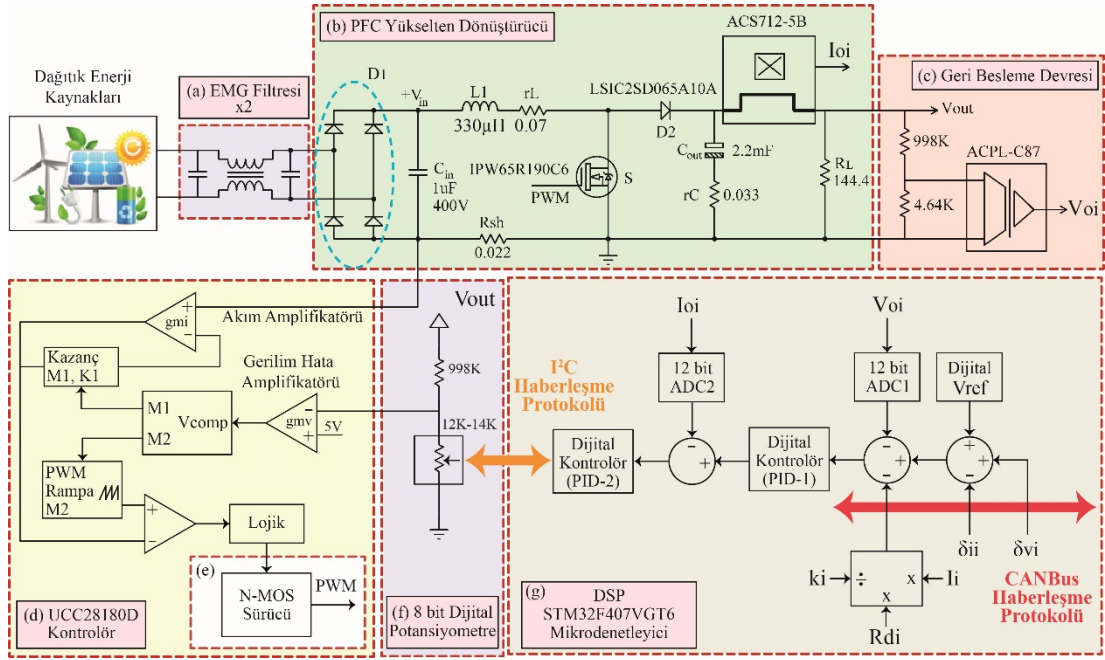 Dağıtık Enerji
Kaynakları
(a) EMG Filtresi
x2
(b) PFC Yükselten Dönüştürücü
D1
+Vin
L1
330µH
rL
0.07
Cin
1uF
400V
Rsh
0.022
IPW65R190C6
PWM
S
LSIC2SD065A10A
D2
Cout
2.2mF
rC
0.033
ACS712-5B
Ioi
RL
144.4
(c) Geri Besleme Devresi
Vout
998K
4.64K
ACPL-C87
Voi
gmi
+
−
Akım Amplifikatörü
Kazanç
M1, K1
Gerilim Hata
Amplifikatörü
M1
M2
Vcomp
gmv
−
+
5V
PWM
Rampa
M2
+
−
Lojik
(e)
N-MOS
Sürücü
PWM
(d) UCC28180D
Kontrolör
Vout
998K
12K-14K
(f) 8 bit Dijital
Potansiyometre
I²C
Haberleşme
Protokolü
Ioi
12 bit
ADC2
Voi
12 bit
ADC1
Dijital
Vref
Dijital
Kontrolör
(PID-2)
−
+
Dijital
Kontrolör
(PID-1)
−
+
−
+
−
+
δii
δvi
ki
÷
x
x
Ii
Rdi
CANBus
Haberleşme
Protokolü
(g)
DSP
STM32F407VGT6
Mikrodenetleyici